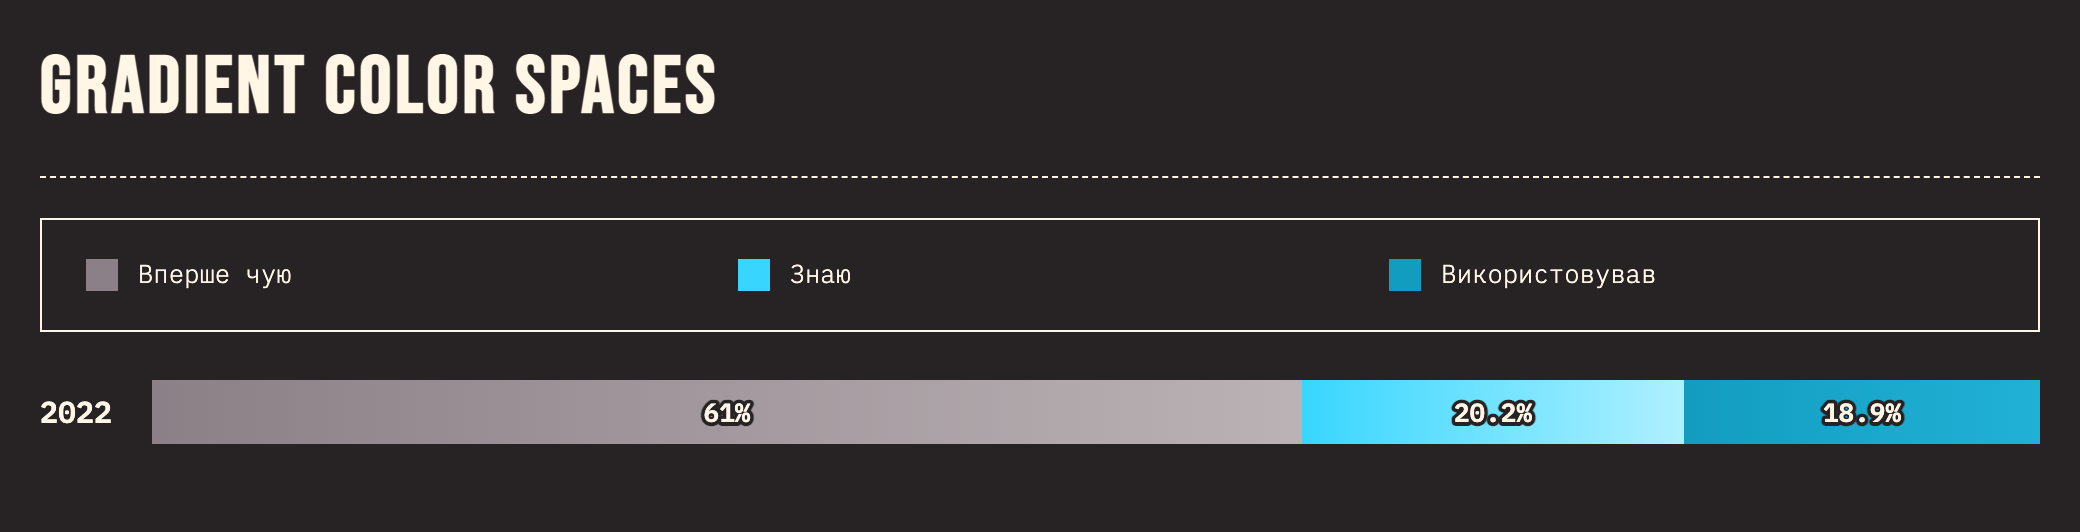 GRADIENT COLOR SPACES
Вперше чую
Знаю
Використовував
2022 61% 20.2% 18.9%